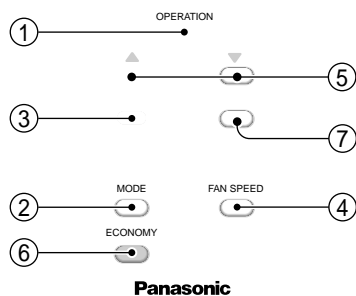 OPERATION
1
5
3
7
MODE
FAN SPEED
2
4
ECONOMY
6
Panasonic